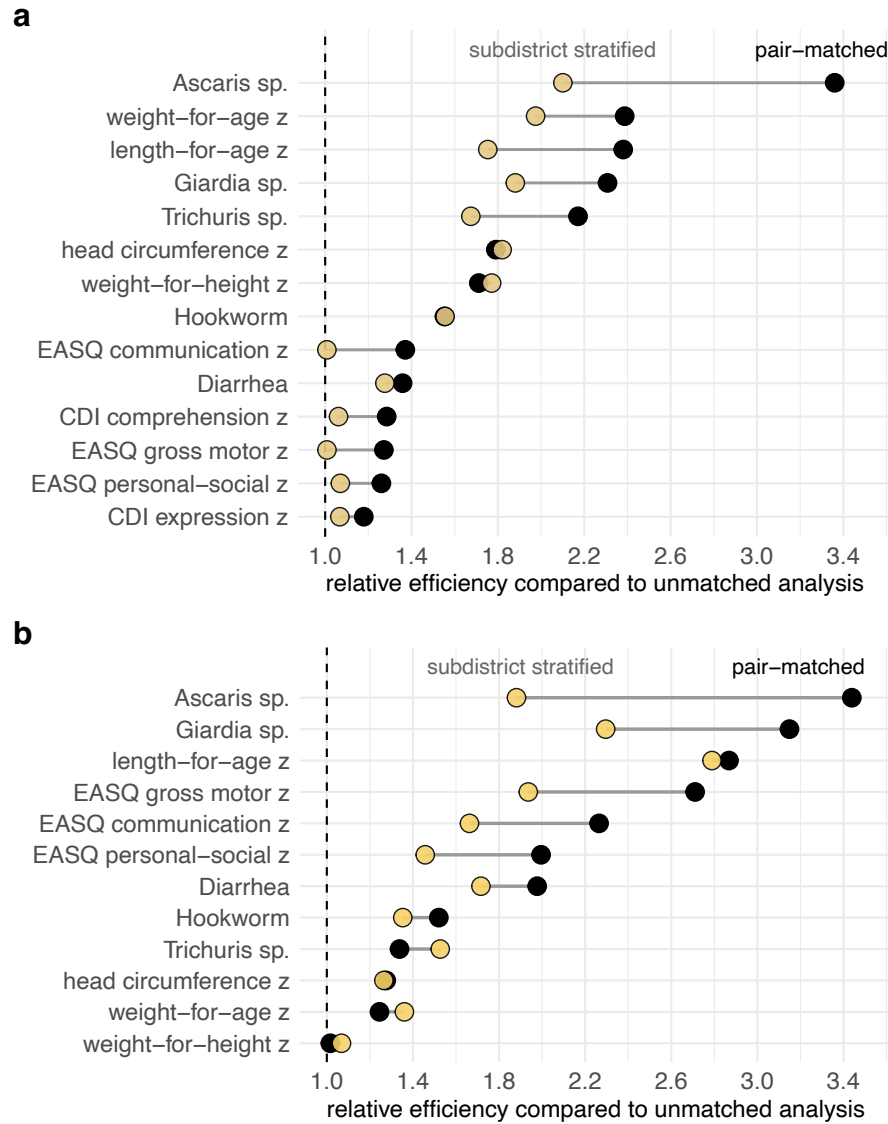 a
subdistrict stratified pair−matched
Ascaris sp.
weight−for−age z
length−for−age z
Giardia sp.
Trichuris sp.
head circumference z
weight−for−height z
Hookworm
EASQ communication z
Diarrhea
CDI comprehension z
EASQ gross motor z
EASQ personal−social z
CDI expression z
1.0 1.4 1.8 2.2 2.6 3.0 3.4
relative efficiency compared to unmatched analysis
b
subdistrict stratified pair−matched
Ascaris sp.
Giardia sp.
length−for−age z
EASQ gross motor z
EASQ communication z
EASQ personal−social z
Diarrhea
Hookworm
Trichuris sp.
head circumference z
weight−for−age z
weight−for−height z
1.0 1.4 1.8 2.2 2.6 3.0 3.4
relative efficiency compared to unmatched analysis